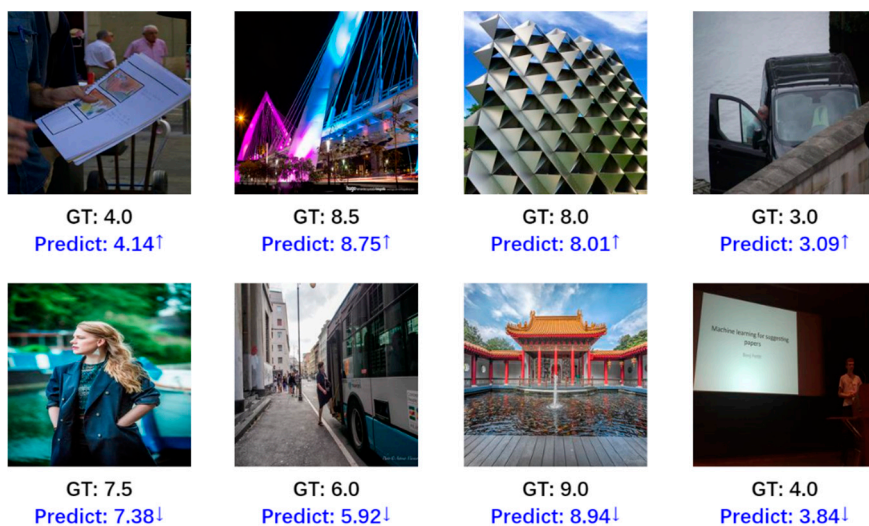 GT: 4.0
Predict: 4.14↑
GT: 8.5
Predict: 8.75↑
GT: 8.0
Predict: 8.01↑
GT: 3.0
Predict: 3.09↑
Machine learning for suggesting
papers
GT: 7.5
Predict: 7.38↓
GT: 6.0
Predict: 5.92↓
GT: 9.0
Predict: 8.94↓
GT: 4.0
Predict: 3.84↓